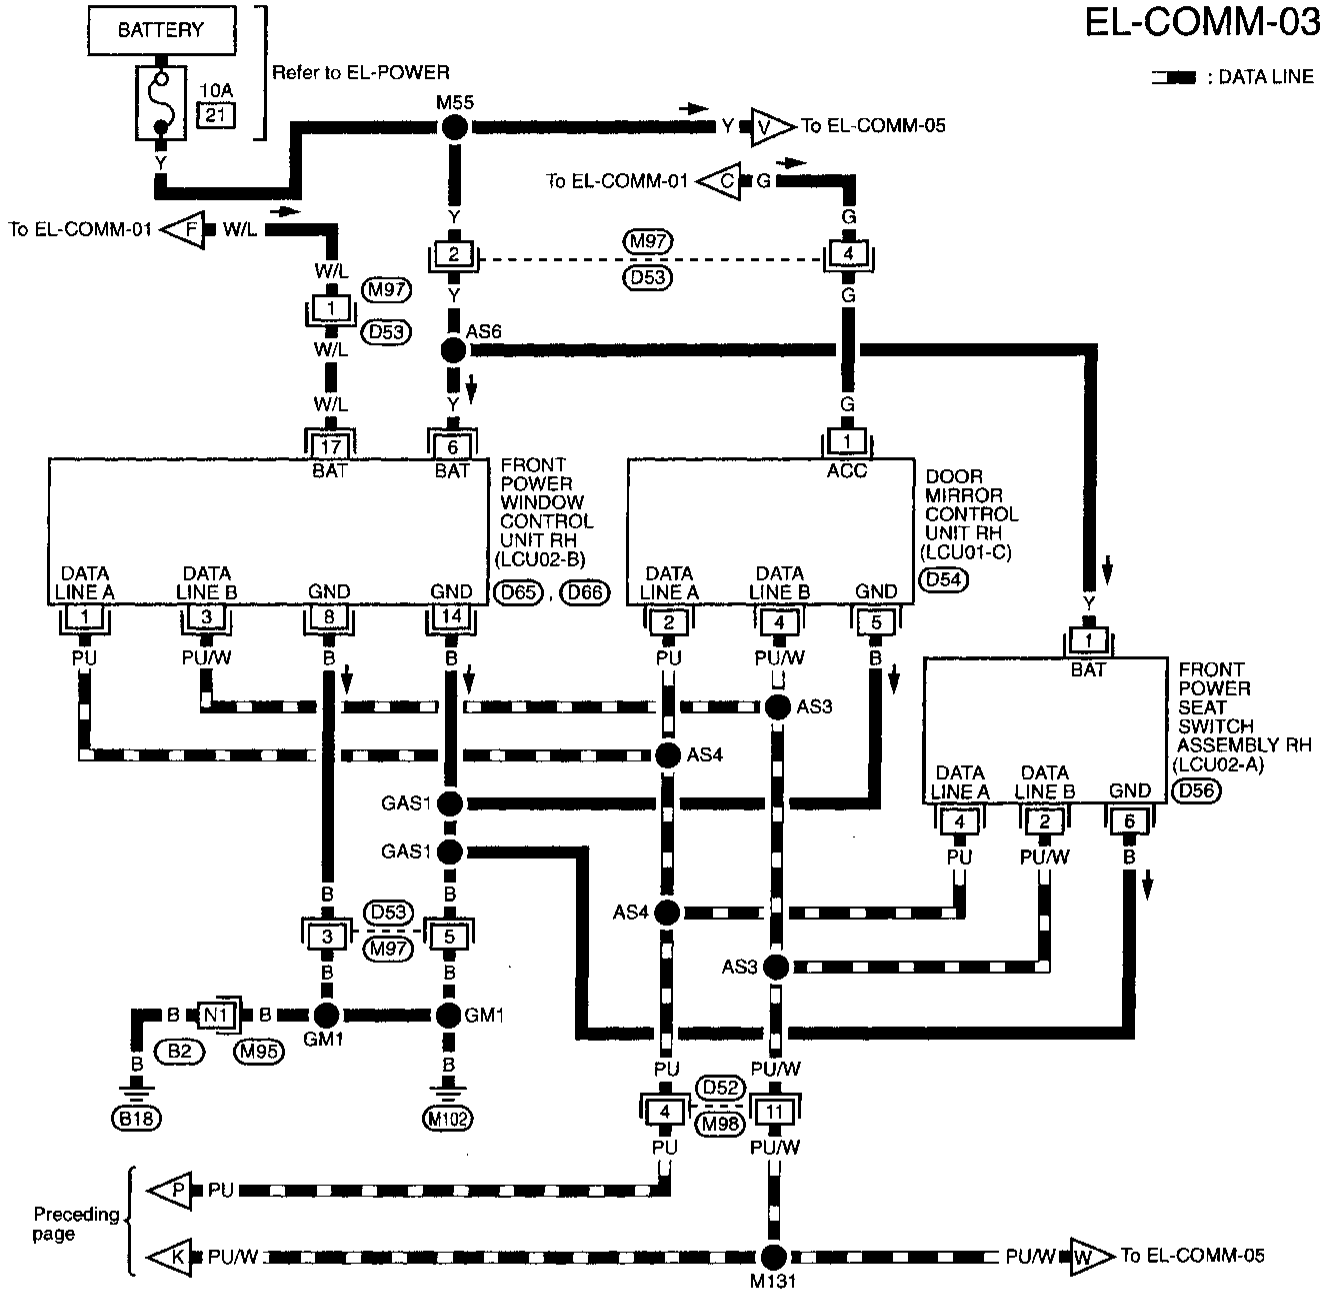 EL-COMM-03
BATTERY
: DATA LINE
Refer to EL-POWER
10A
21
M55
Y
V
To EL-COMM-05
Y
To EL-COMM-01
C
G
To EL-COMM-01
F
W/L
Y
G
M97
2
4
D53
W/L
Y
G
M97
1
D53
AS6
W/L
W/L
Y
G
17
6
1
BAT
BAT
ACC
FRONT
POWER
WINDOW
CONTROL
UNIT RH
(LCU02-B)
D65, D66
DOOR
MIRROR
CONTROL
UNIT RH
(LCU01-C)
D54
DATA
LINE A
DATA
LINE B
GND
GND
DATA
LINE A
DATA
LINE B
GND
Y
1
3
8
14
2
4
5
1
PU
PU/W
B
B
PU
PU/W
B
BAT
FRONT
POWER
SEAT
SWITCH
ASSEMBLY RH
(LCU02-A)
D56
AS3
AS4
DATA
LINE A
DATA
LINE B
GND
GAS1
4
2
6
GAS1
PU
PU/W
B
B
B
AS4
D53
3
5
M97
AS3
B
B
B
N1
B
GM1
GM1
B2
M95
B
B
PU
PU/W
D52
4
11
M98
B18
M102
PU
PU/W
P
PU
Preceding
page
K
PU/W
PU/W
W
To EL-COMM-05
M131